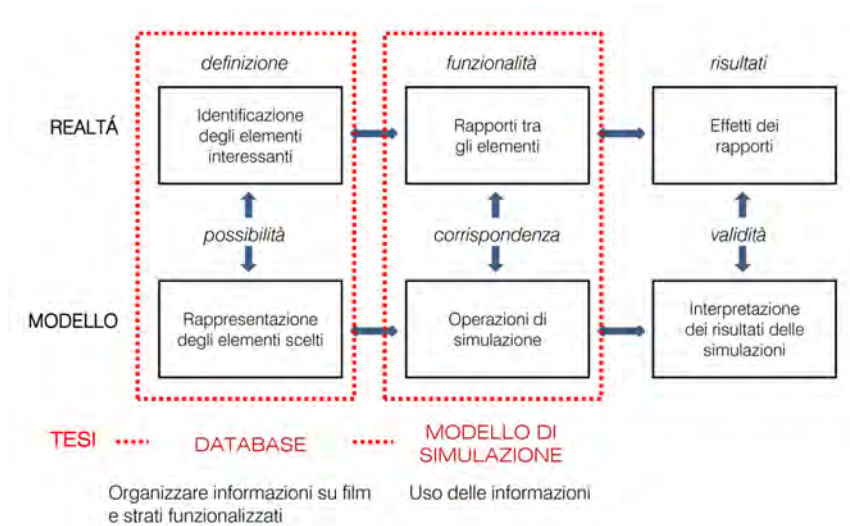 definizione
funzionalità
risultati
REALTÁ
Identificazione
degli elementi
interessanti
Rapporti tra
gli elementi
Effetti dei
rapporti
possibilità
corrispondenza
validità
MODELLO
Rappresentazione
degli elementi scelti
Operazioni di
simulazione
Interpretazione
dei risultati delle
simulazioni
TESI
DATABASE
MODELLO DI
SIMULAZIONE
Organizzare informazioni su film
e strati funzionalizzati
Uso delle informazioni